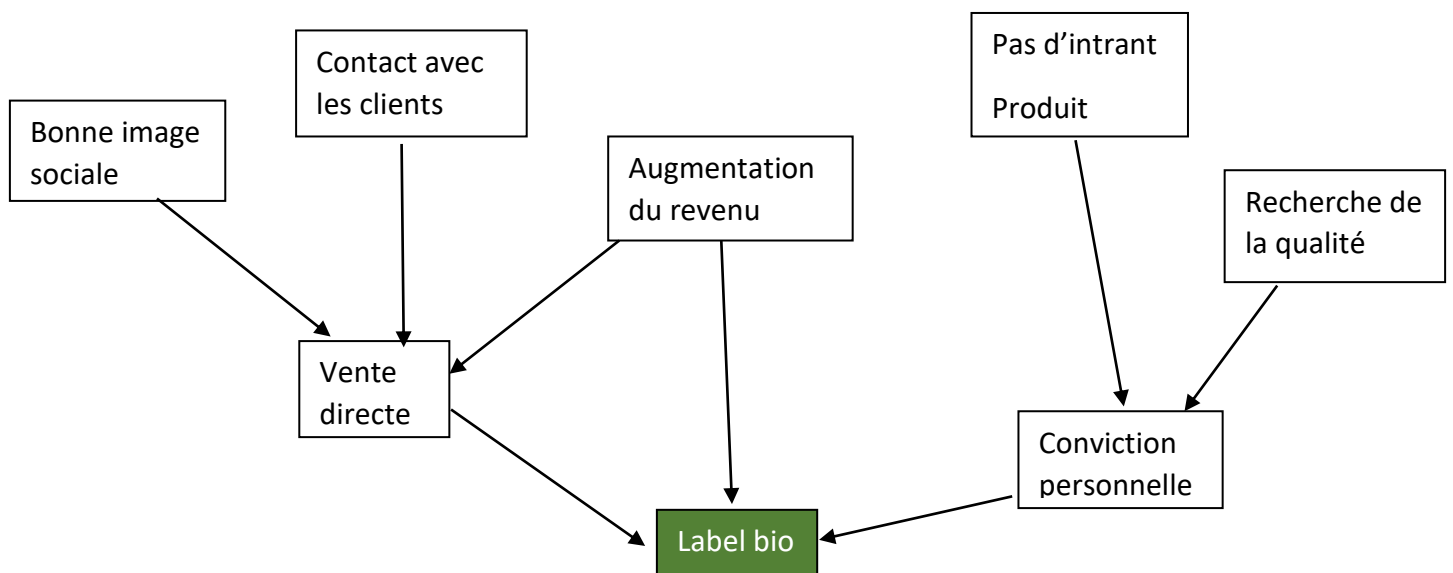 Pas d’intrant
Produit
Contact avec
les clients
Bonne image
sociale
Augmentation
du revenu
Recherche de
la qualité
Vente
directe
Conviction
personnelle
Label bio